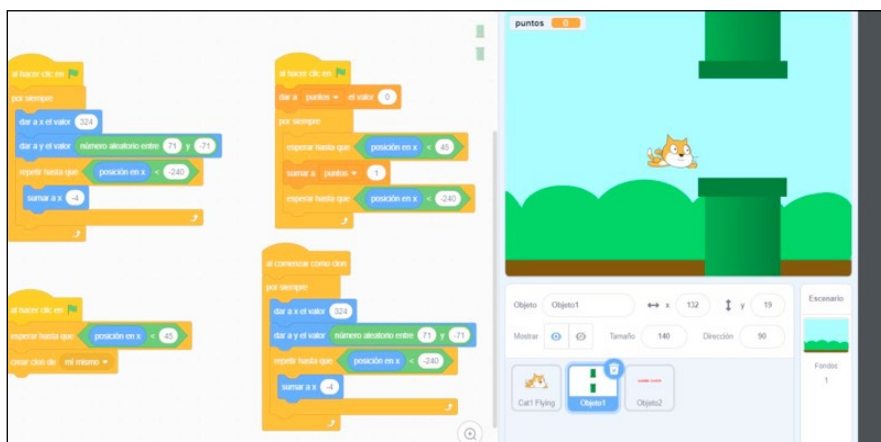 al hacer clic en
por siempre
dar a x el valor 324
dar a y el valor número aleatorio entre 71 y -71
repetir hasta que posición en x < -240
sumar a x -4
al hacer clic en
esperar hasta que posición en x < 45
crear clon de mí mismo
al hacer clic en
dar a puntos el valor 0
por siempre
esperar hasta que posición en x < 45
sumar a puntos 1
esperar hasta que posición en x < -240
al comenzar como clon
por siempre
dar a x el valor 324
dar a y el valor número aleatorio entre 71 y -71
repetir hasta que posición en x < -240
sumar a x -4
puntos 0
Objeto Objeto1 x 132 y 19
Mostrar Tamaño 140 Dirección 90
Cat1 Flying
Objeto1
GAME OVER
Objeto2
Escenario
Fondos
1